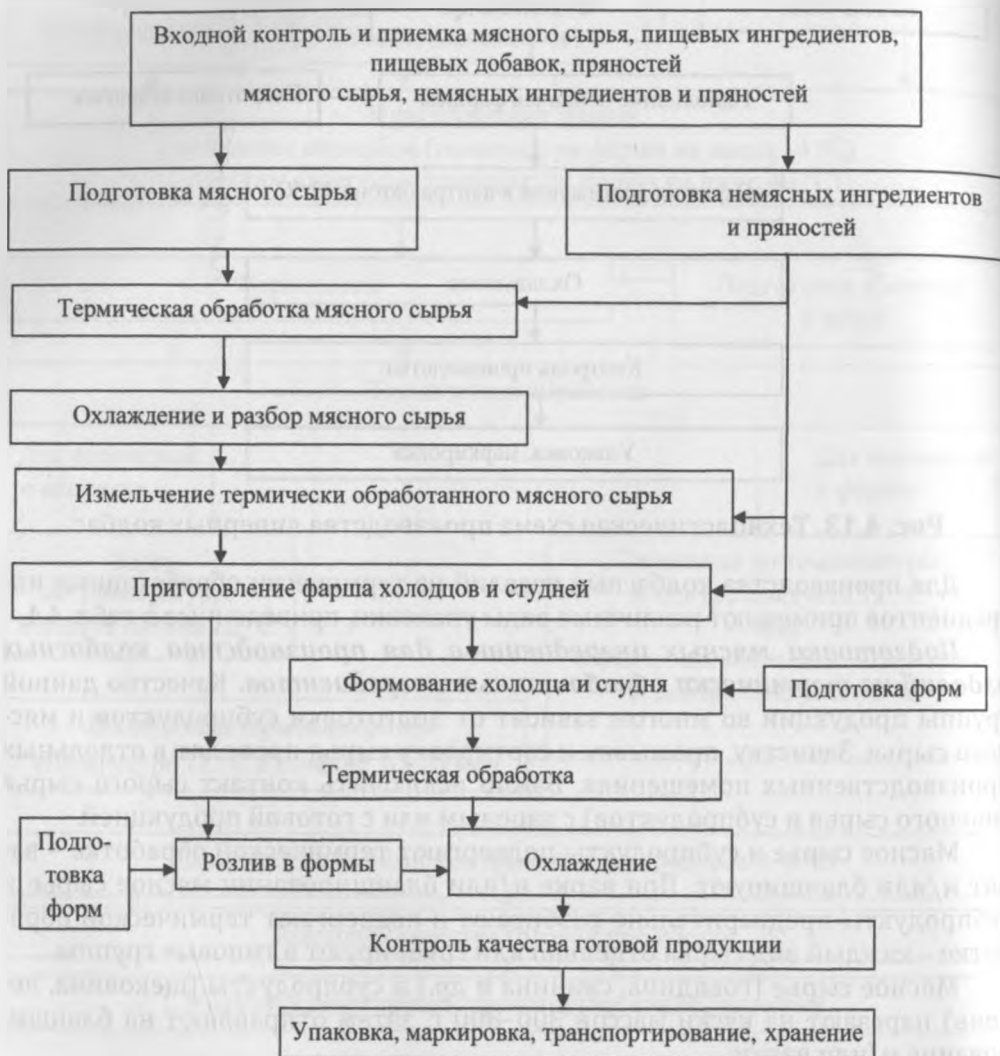 Входной контроль и приемка мясного сырья, пищевых ингредиентов,
пищевых добавок, пряностей
мясного сырья, немясных ингредиентов и пряностей
Подготовка мясного сырья
Подготовка немясных ингредиентов
и пряностей
Термическая обработка мясного сырья
Охлаждение и разбор мясного сырья
Измельчение термически обработанного мясного сырья
Приготовление фарша холодцов и студней
Формование холодца и студня
Подготовка форм
Термическая обработка
Подго-
товка
форм
Розлив в формы
Охлаждение
Контроль качества готовой продукции
Упаковка, маркировка, транспортирование, хранение